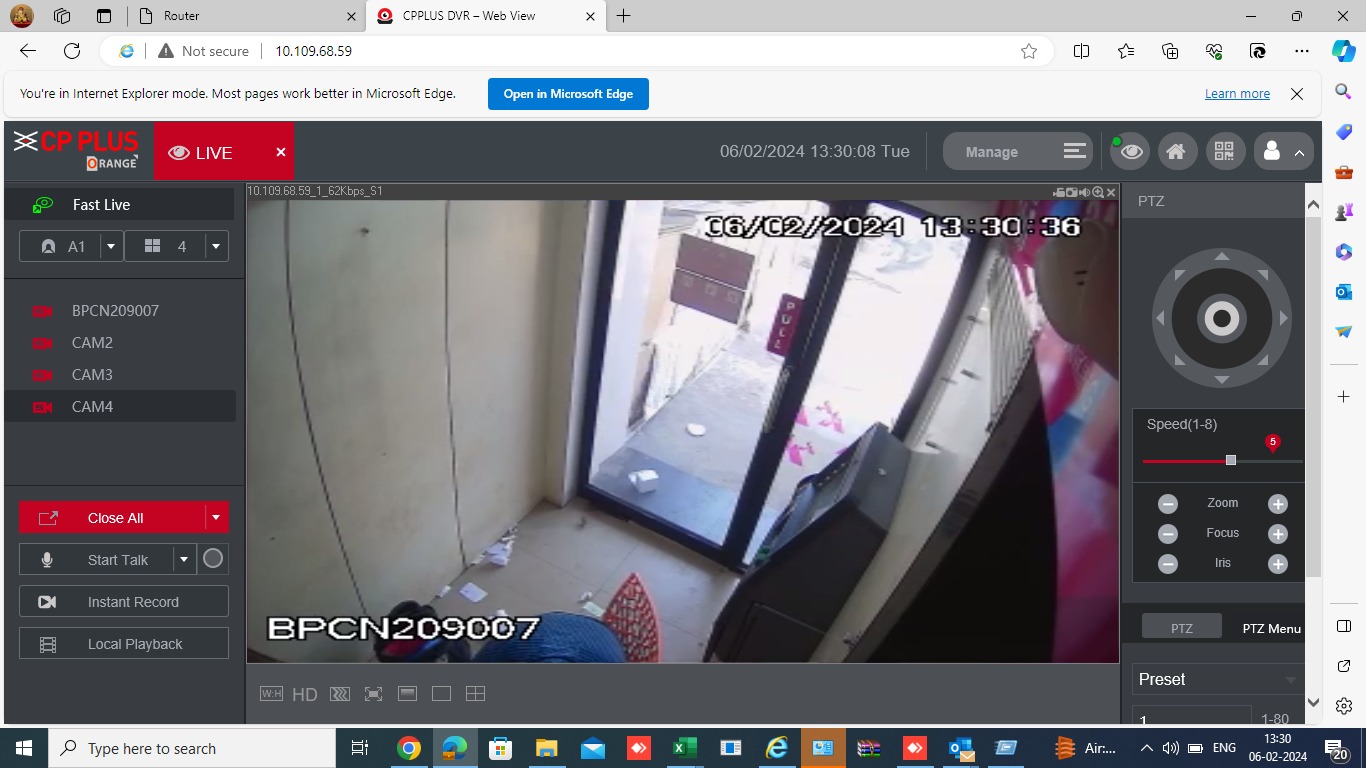 Router
CPPLUS DVR – Web View
Not secure
10.109.68.59
You're in Internet Explorer mode. Most pages work better in Microsoft Edge.
Open in Microsoft Edge
Learn more
CP PLUS
ORANGE
LIVE
06/02/2024 13:30:08 Tue
Manage
Fast Live
A1
4
BPCN209007
CAM2
CAM3
CAM4
Close All
Start Talk
Instant Record
Local Playback
10.109.68.59_1_62Kbps_S1
06/02/2024 13:30:36
PULL
BPCN209007
W:H
HD
PTZ
Speed(1-8)
5
Zoom
Focus
Iris
PTZ
PTZ Menu
Preset
1
1-80
Type here to search
Air:...
ENG
13:30
06-02-2024
20